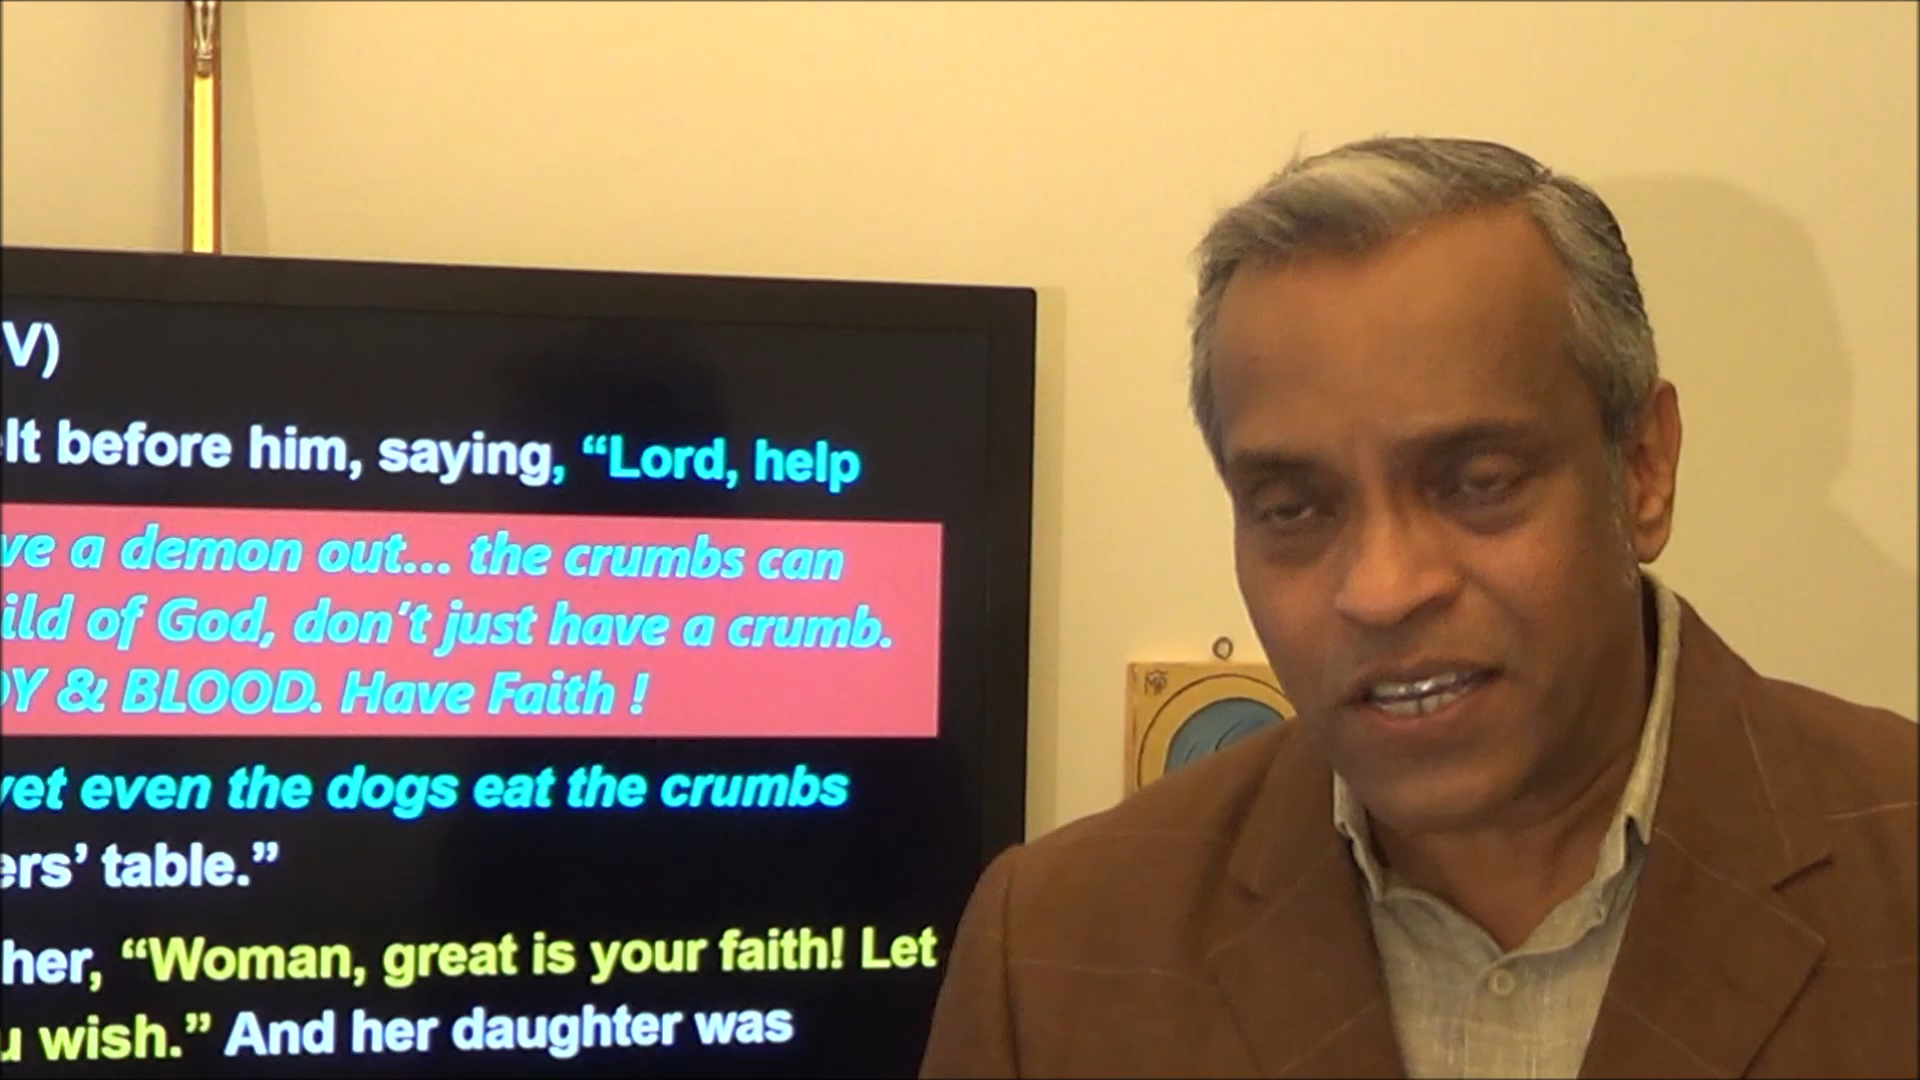 V)
elt before him, saying, “Lord, help
ve a demon out... the crumbs can
ild of God, don’t just have a crumb.
DY & BLOOD. Have Faith !
yet even the dogs eat the crumbs
ers’ table.”
her, “Woman, great is your faith! Let
u wish.” And her daughter was